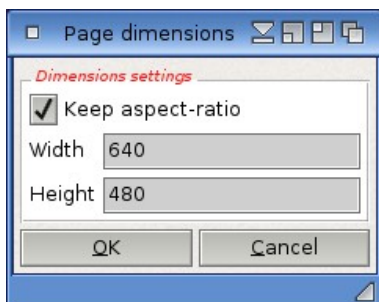 Page dimensions
Dimensions settings
Keep aspect-ratio
Width 640
Height 480
OK Cancel